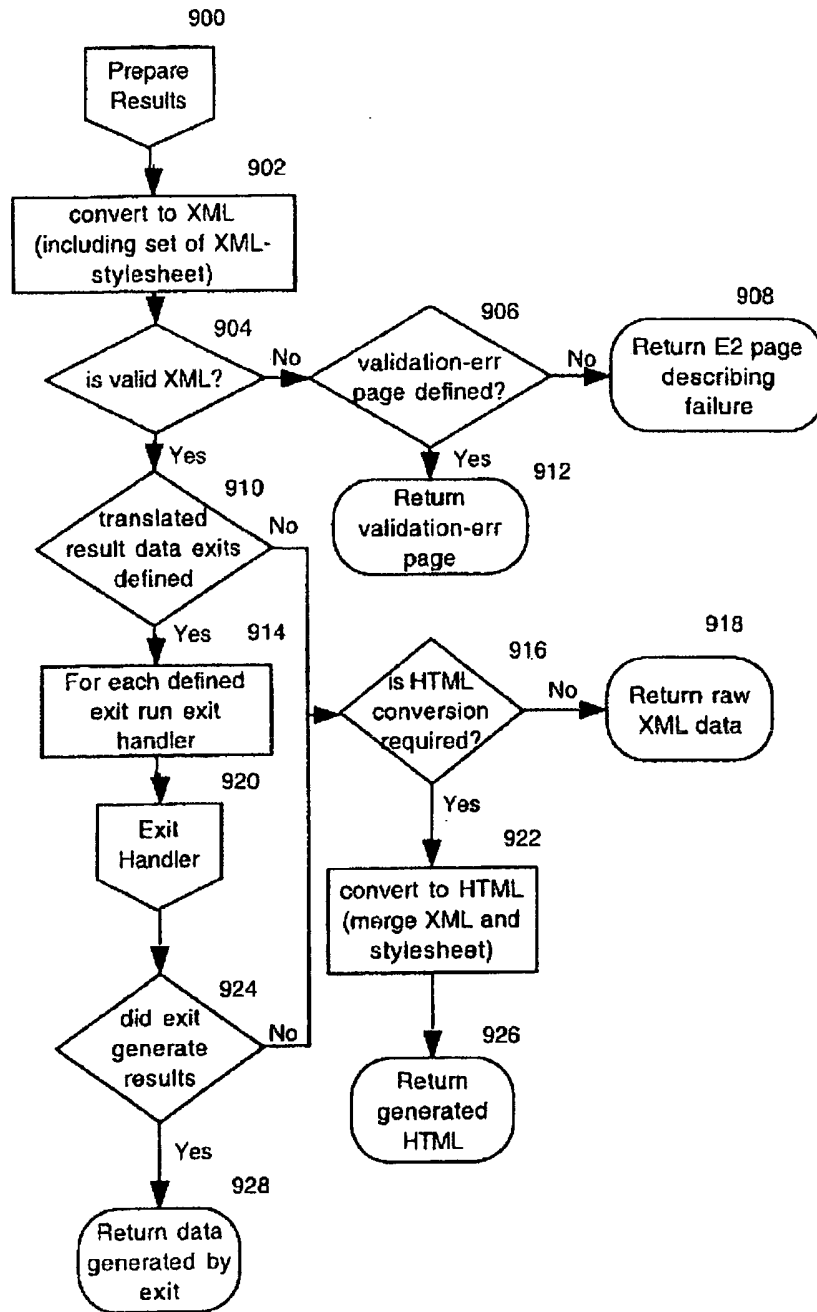 900
Prepare
Results
902
convert to XML
(including set of XML-
stylesheet)
904
is valid XML?
No
906
validation-err
page defined?
No
908
Return E2 page
describing
failure
Yes
912
Return
validation-err
page
Yes
910
translated
result data exits
defined
No
Yes
914
For each defined
exit run exit
handler
916
is HTML
conversion
required?
No
918
Return raw
XML data
920
Exit
Handler
Yes
922
convert to HTML
(merge XML and
stylesheet)
924
did exit
generate
results
No
926
Return
generated
HTML
Yes
928
Return data
generated by
exit